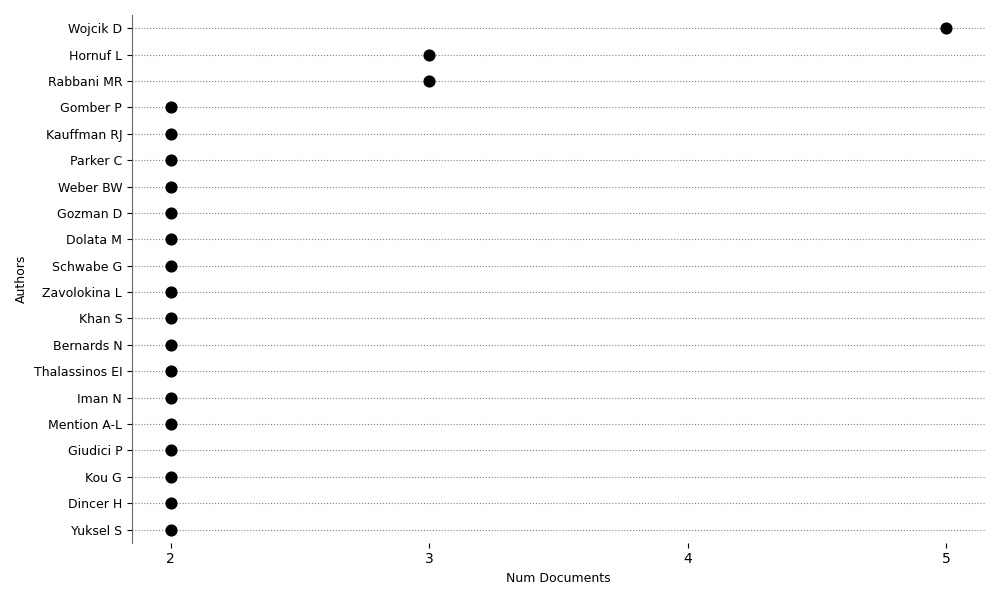 Wojcik D
Hornuf L
Rabbani MR
Gomber P
Kauffman RJ
Parker C
Weber BW
Gozman D
Dolata M
Schwabe G
Zavolokina L
Khan S
Bernards N
Thalassinos EI
Iman N
Mention A-L
Giudici P
Kou G
Dincer H
Yuksel S
Authors
2 3 4 5
Num Documents